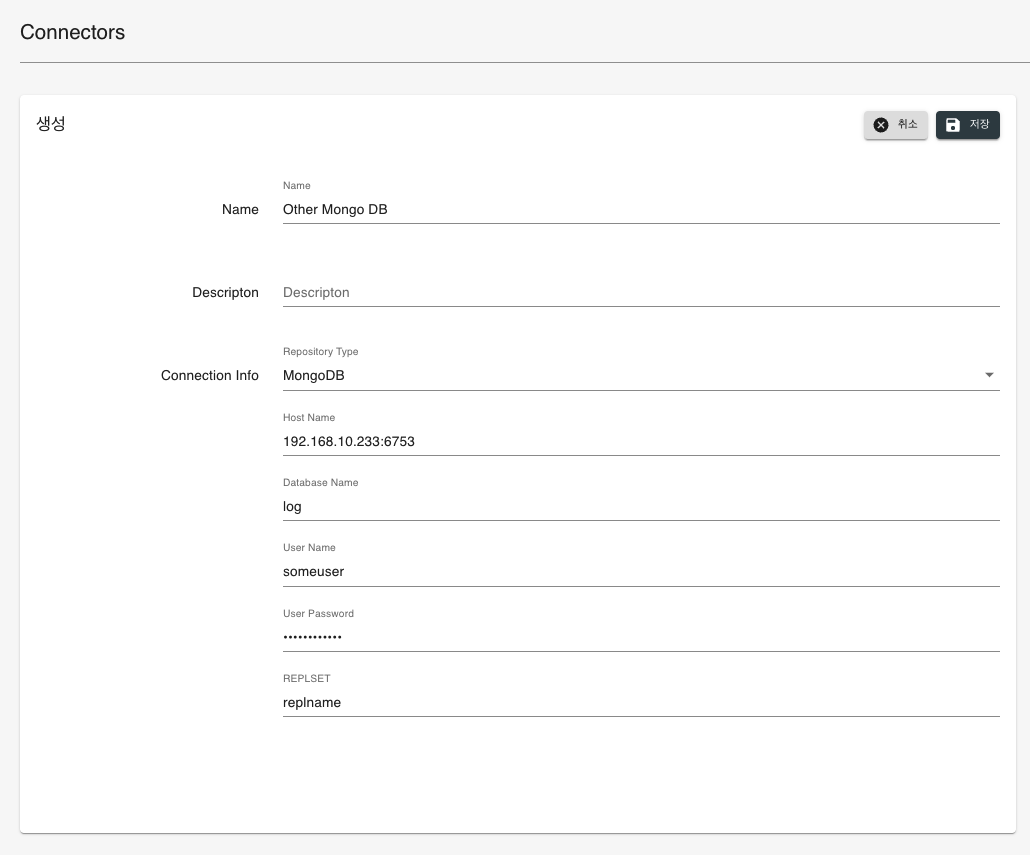 Connectors
생성
취소
저장
Name
Name
Other Mongo DB
Descripton
Descripton
Repository Type
Connection Info
MongoDB
Host Name
192.168.10.233:6753
Database Name
log
User Name
someuser
User Password
••••••••••••
REPLSET
replname